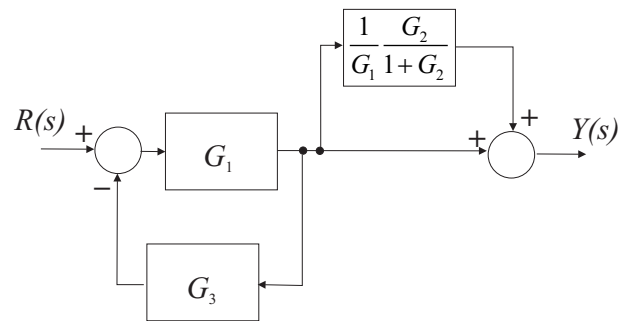 1 G₂
G₁ 1 + G₂
R(s) + G₁ + + Y(s)
−
G₃